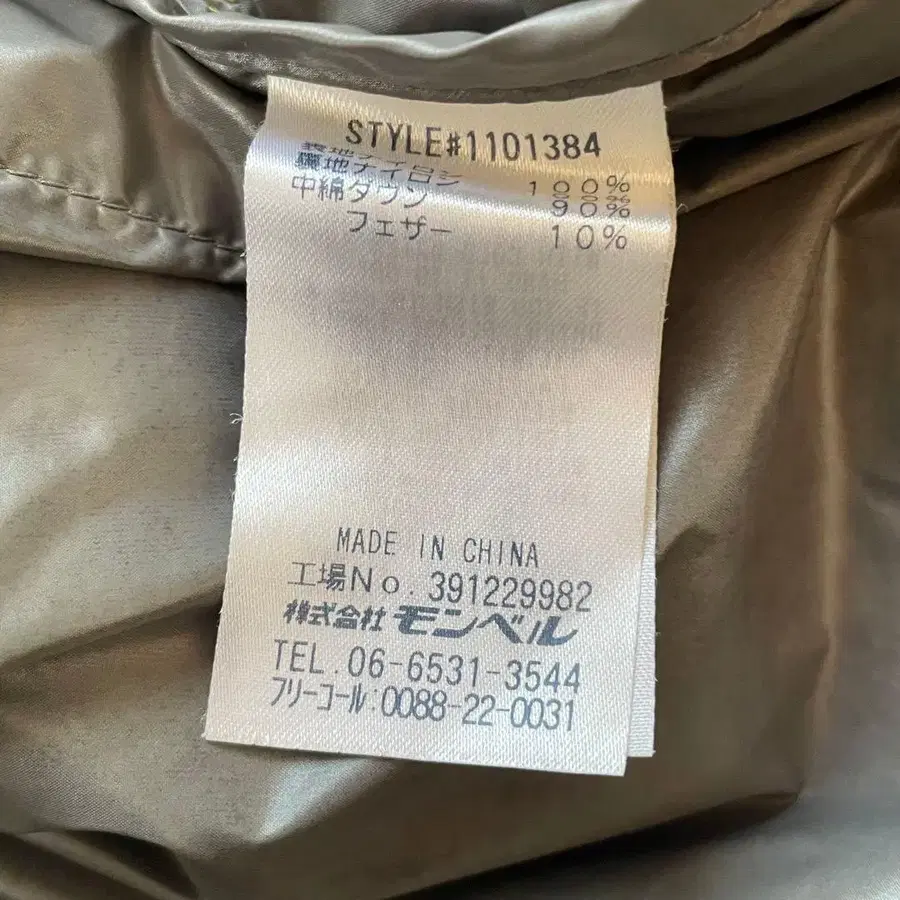 STYLE#1101384
裏地ナイロン 100%
中綿ダウン 90%
フェザー 10%
MADE IN CHINA
工場No. 391229982
株式会社モンベル
TEL. 06-6531-3544
フリーコール:0088-22-0031